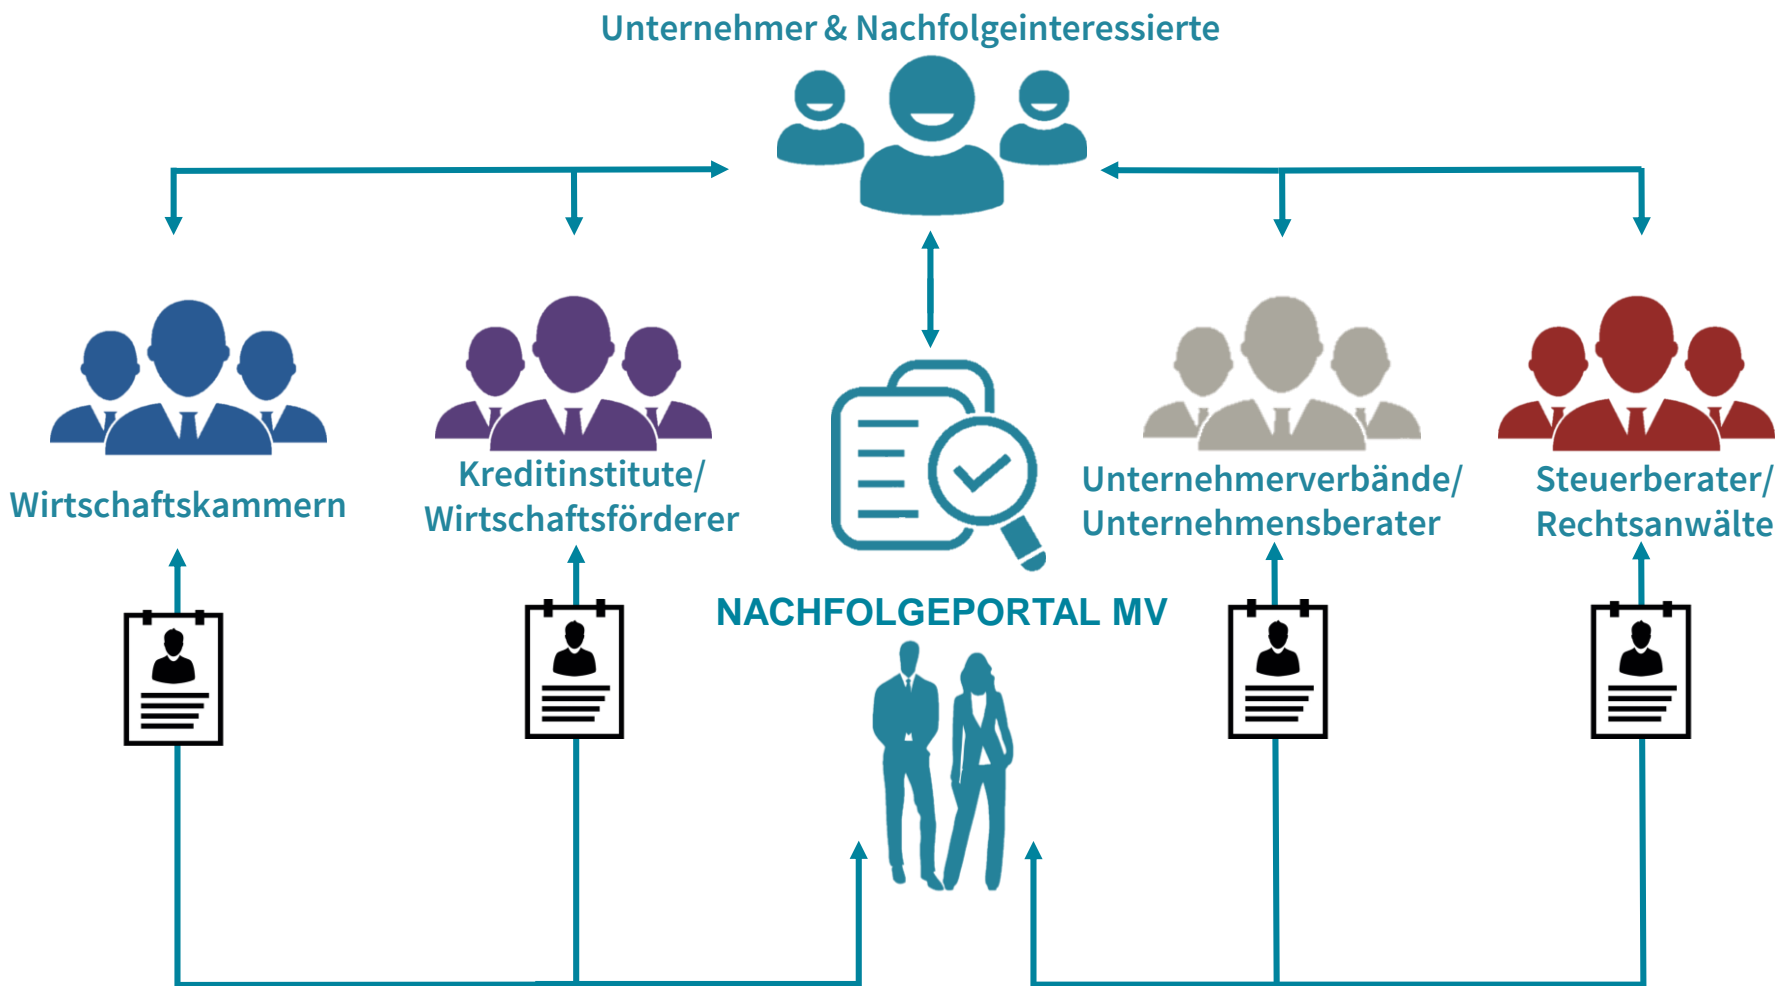 Unternehmer & Nachfolgeinteressierte
Wirtschaftskammern
Kreditinstitute/
Wirtschaftsförderer
Unternehmerverbände/
Unternehmensberater
Steuerberater/
Rechtsanwälte
NACHFOLGEPORTAL MV